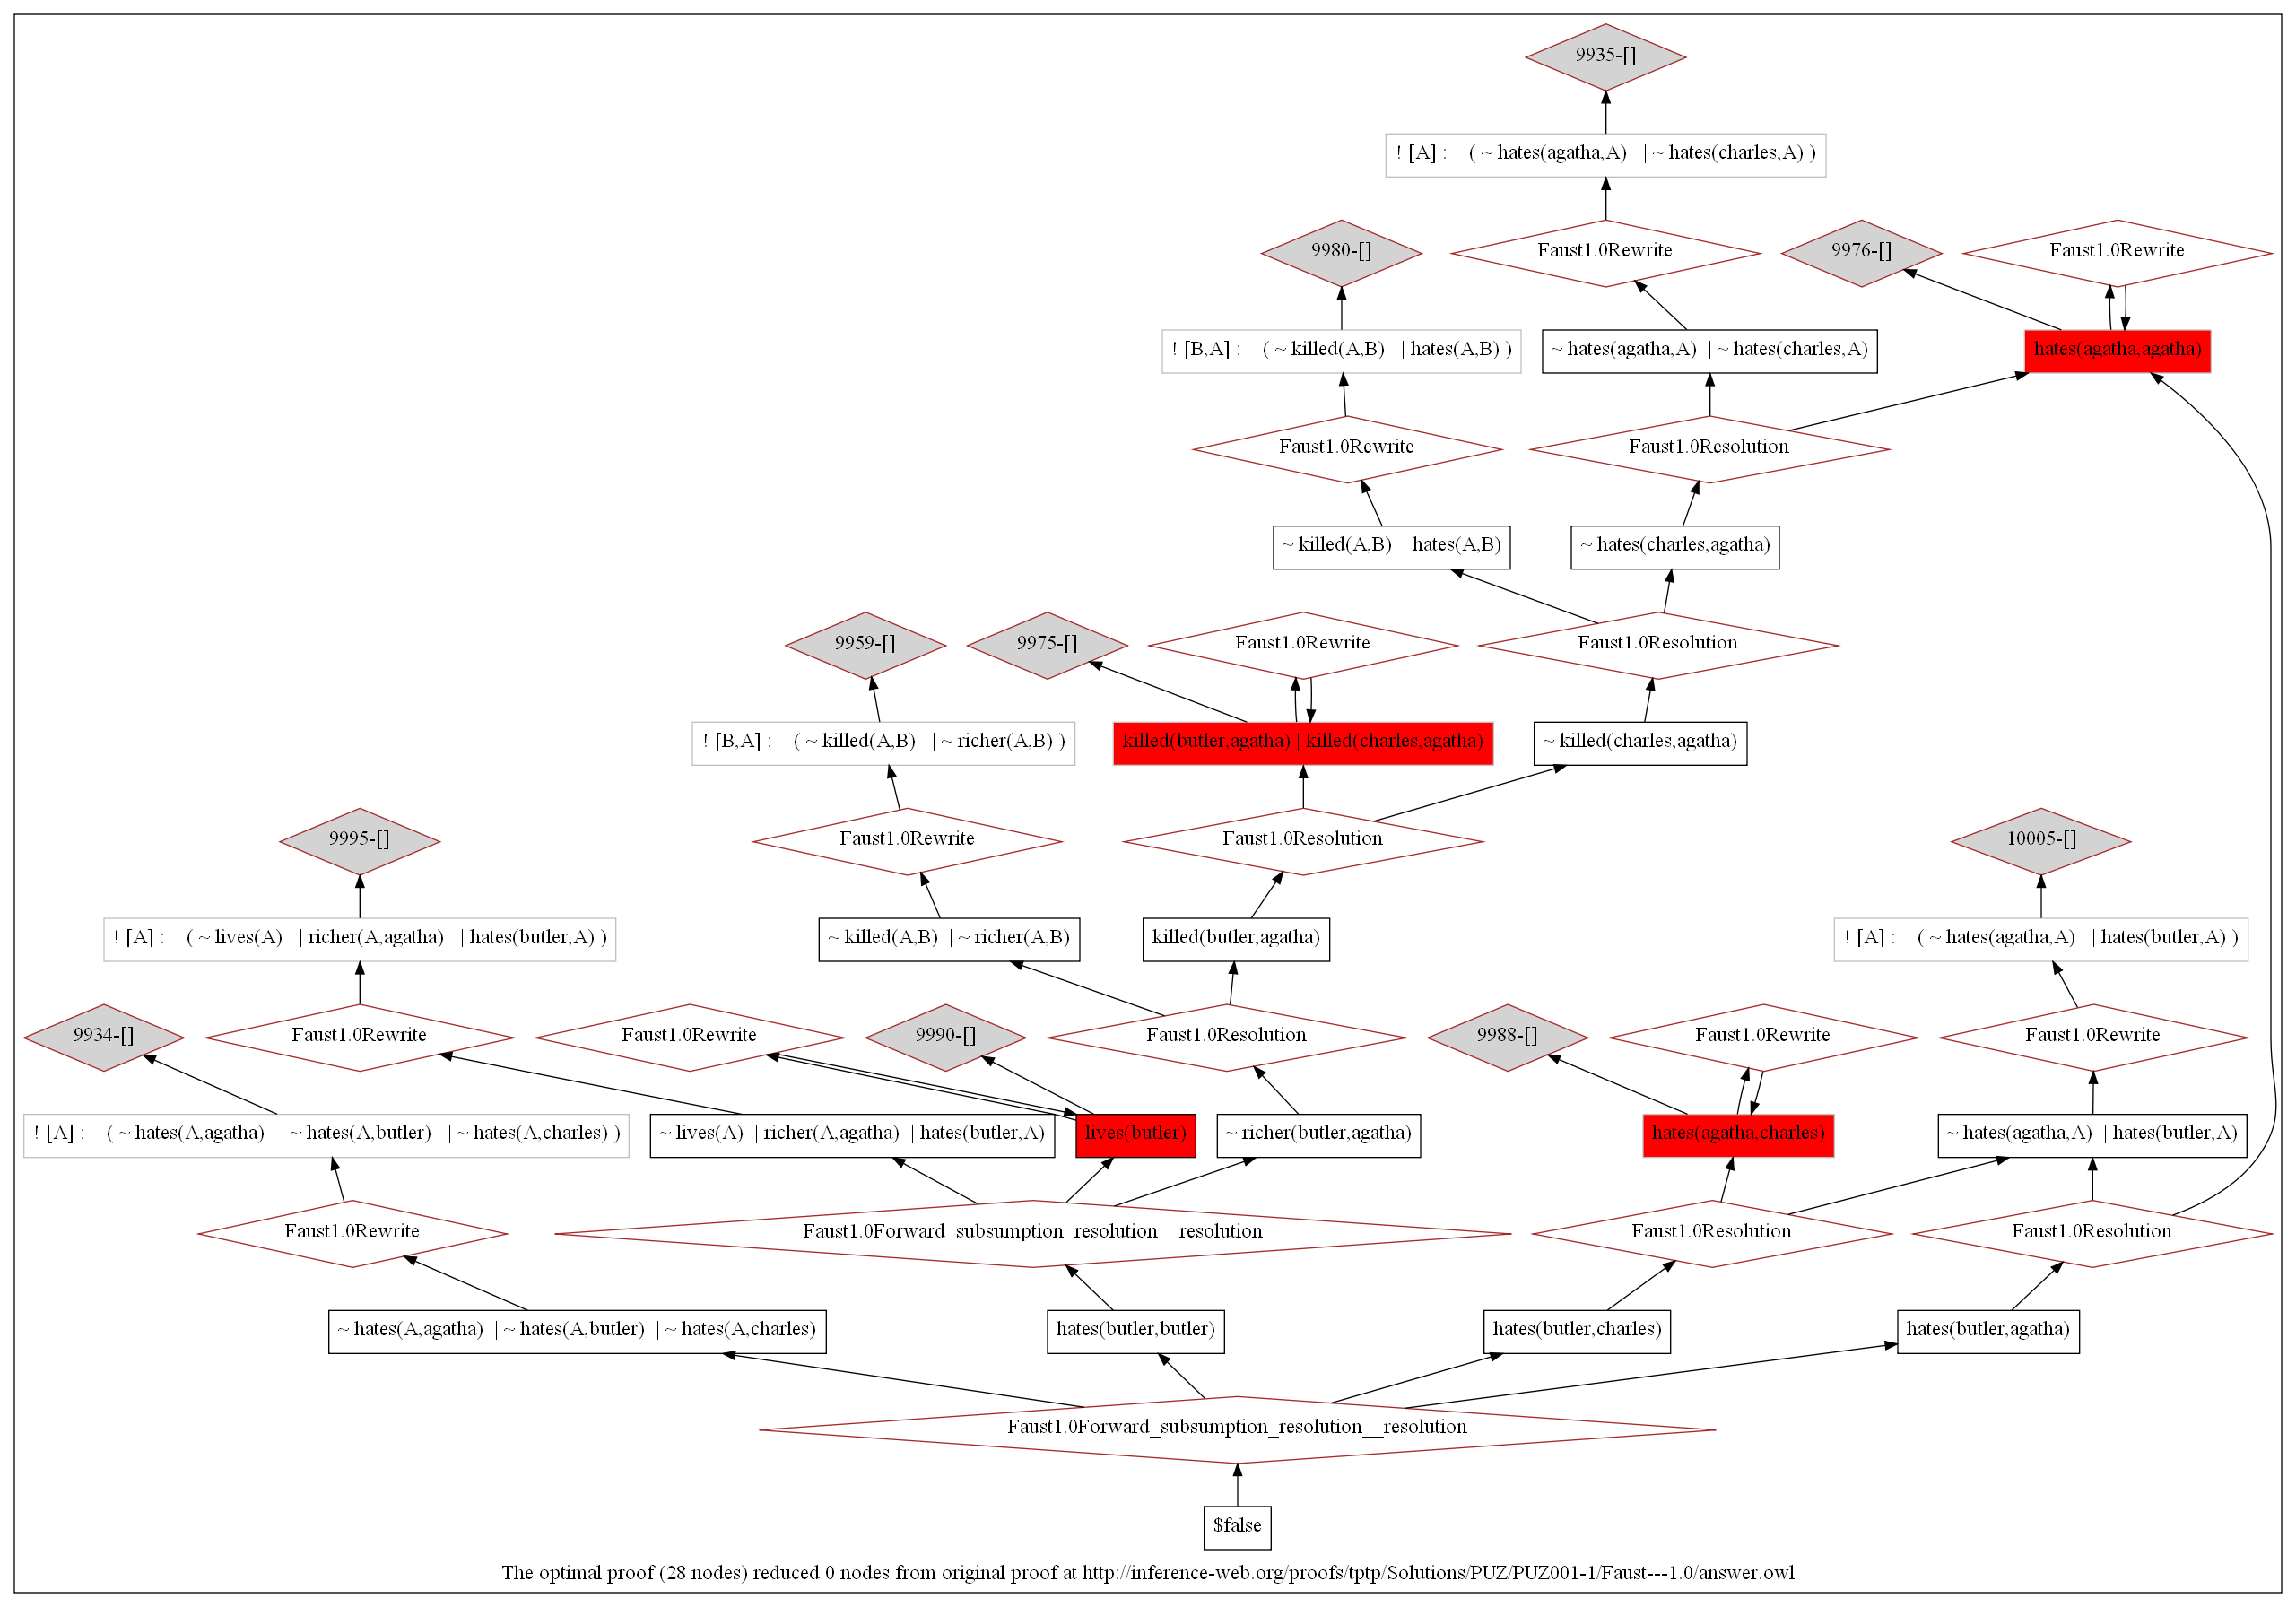 9935-[]
! [A] : ( ~ hates(agatha,A) | ~ hates(charles,A) )
9980-[]
Faust1.0Rewrite
9976-[]
Faust1.0Rewrite
! [B,A] : ( ~ killed(A,B) | hates(A,B) )
~ hates(agatha,A) | ~ hates(charles,A)
hates(agatha,agatha)
Faust1.0Rewrite
Faust1.0Resolution
~ killed(A,B) | hates(A,B)
~ hates(charles,agatha)
9959-[]
9975-[]
Faust1.0Rewrite
Faust1.0Resolution
! [B,A] : ( ~ killed(A,B) | ~ richer(A,B) )
killed(butler,agatha) | killed(charles,agatha)
~ killed(charles,agatha)
9995-[]
Faust1.0Rewrite
Faust1.0Resolution
10005-[]
! [A] : ( ~ lives(A) | richer(A,agatha) | hates(butler,A) )
~ killed(A,B) | ~ richer(A,B)
killed(butler,agatha)
! [A] : ( ~ hates(agatha,A) | hates(butler,A) )
9934-[]
Faust1.0Rewrite
Faust1.0Rewrite
9990-[]
Faust1.0Resolution
9988-[]
Faust1.0Rewrite
Faust1.0Rewrite
! [A] : ( ~ hates(A,agatha) | ~ hates(A,butler) | ~ hates(A,charles) )
~ lives(A) | richer(A,agatha) | hates(butler,A)
lives(butler)
~ richer(butler,agatha)
hates(agatha,charles)
~ hates(agatha,A) | hates(butler,A)
Faust1.0Rewrite
Faust1.0Forward_subsumption_resolution__resolution
Faust1.0Resolution
Faust1.0Resolution
~ hates(A,agatha) | ~ hates(A,butler) | ~ hates(A,charles)
hates(butler,butler)
hates(butler,charles)
hates(butler,agatha)
Faust1.0Forward_subsumption_resolution__resolution
$false
The optimal proof (28 nodes) reduced 0 nodes from original proof at http://inference-web.org/proofs/tptp/Solutions/PUZ/PUZ001-1/Faust---1.0/answer.owl